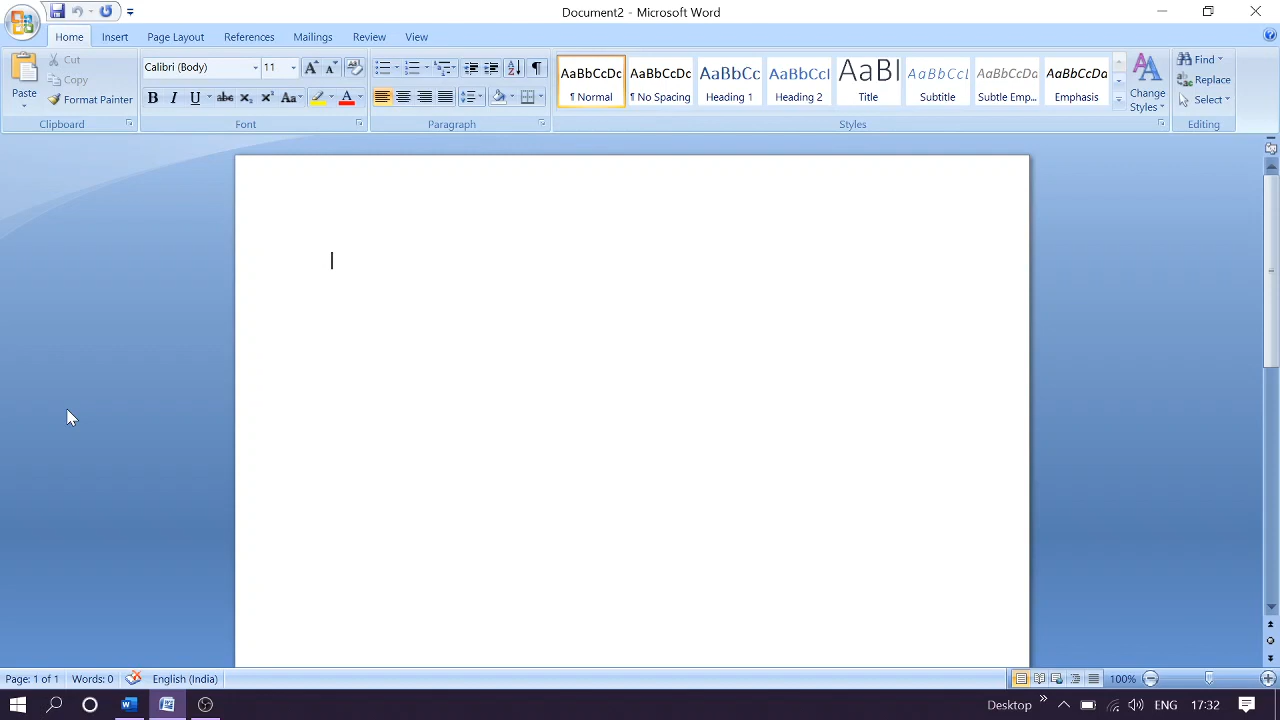 Document2 - Microsoft Word
Home Insert Page Layout References Mailings Review View
Paste
Cut
Copy
Format Painter
Clipboard
Calibri (Body) 11
B I U abc x₂ x² Aa
Font
Paragraph
AaBbCcDc AaBbCcDc AaBbCc AaBbCcI AaBl AaBbCcL AaBbCcDa AaBbCcDa
¶ Normal ¶ No Spacing Heading 1 Heading 2 Title Subtitle Subtle Emp... Emphasis
Change
Styles
Styles
Find
Replace
Select
Editing
Page: 1 of 1 Words: 0 English (India) 100%
Desktop ENG 17:32